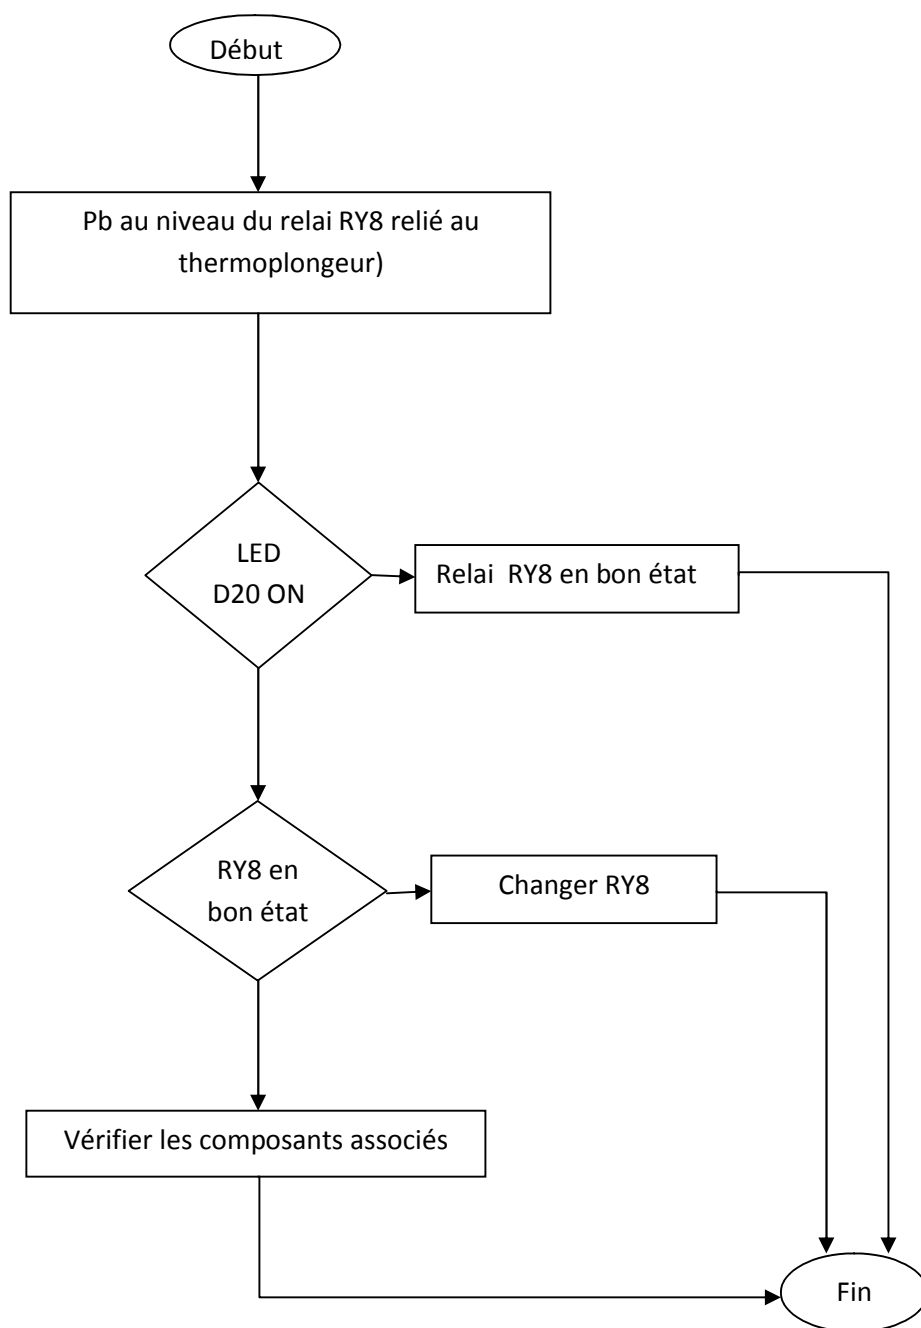 Début
Pb au niveau du relai RY8 relié au
thermoplongeur)
LED
D20 ON
Relai  RY8 en bon état
RY8 en
bon état
Changer RY8
Vérifier les composants associés
Fin